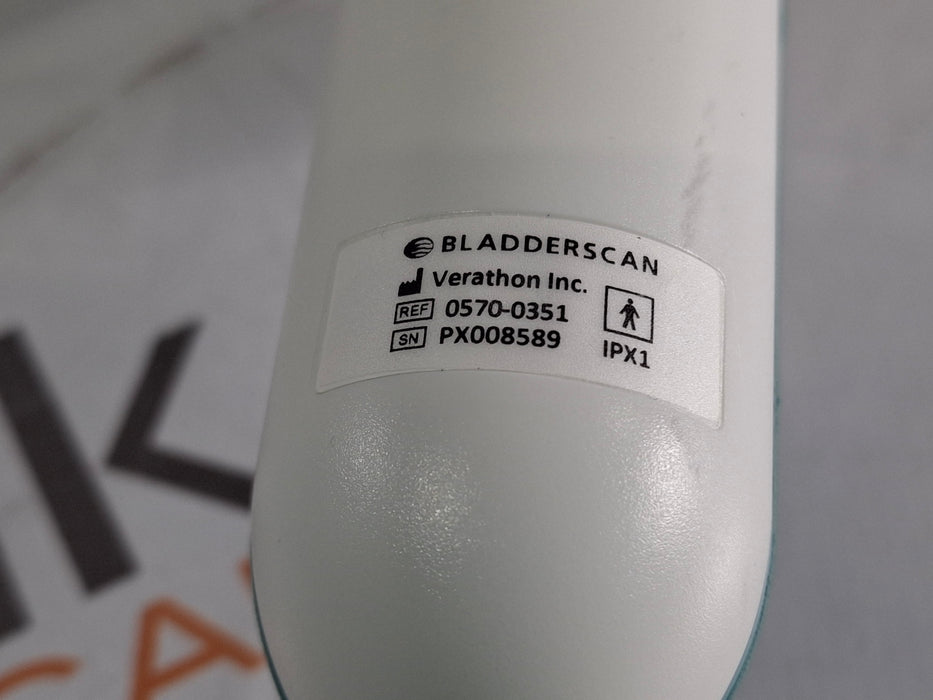 BLADDERSCAN
Verathon Inc.
REF 0570-0351
SN PX008589
IPX1